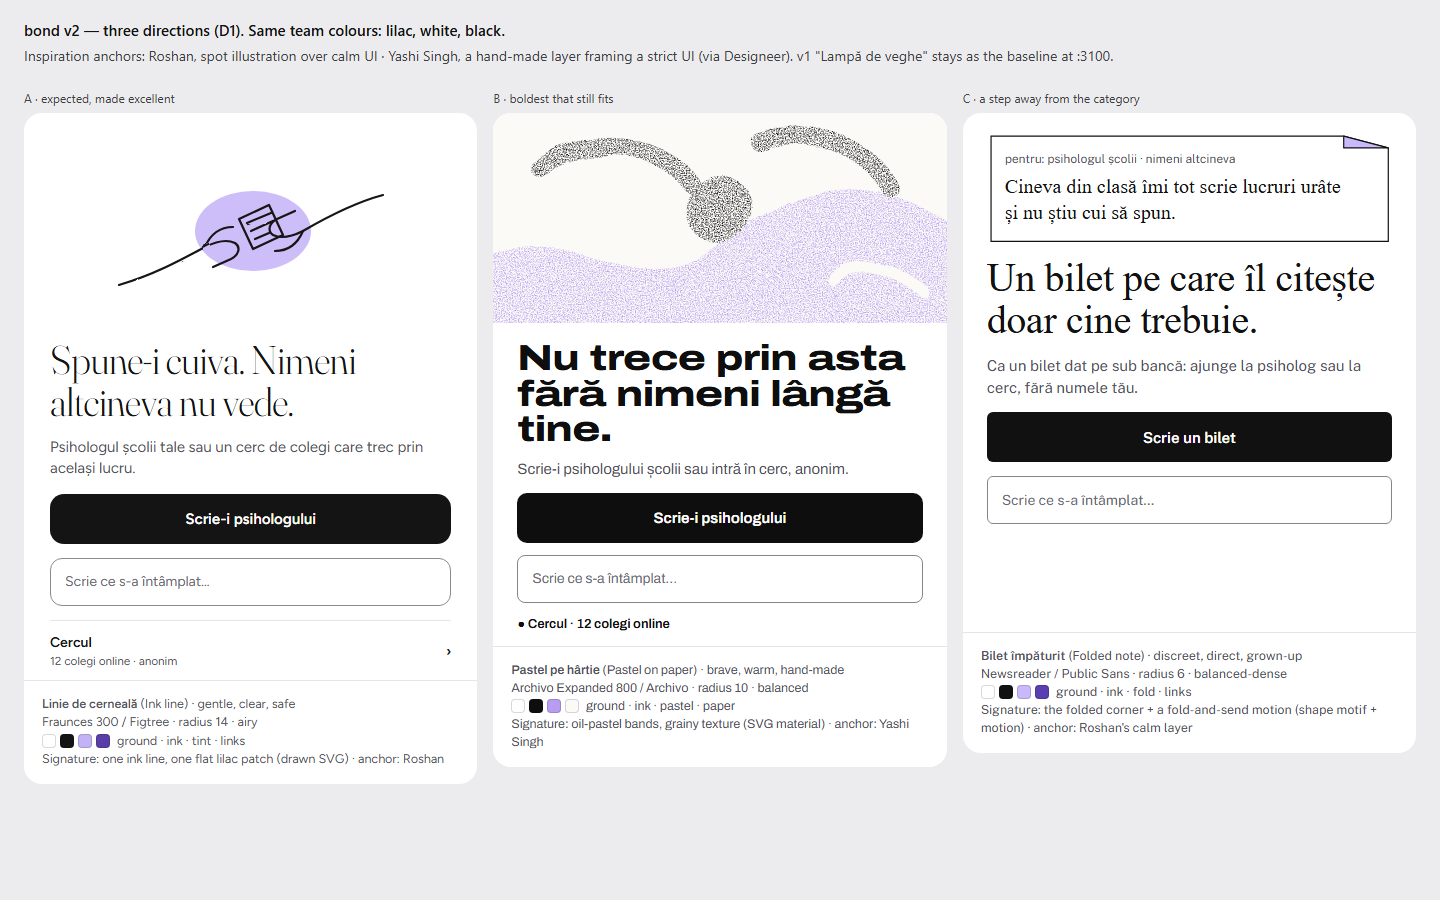 bond v2 — three directions (D1). Same team colours: lilac, white, black.
Inspiration anchors: Roshan, spot illustration over calm UI · Yashi Singh, a hand-made layer framing a strict UI (via Designer). v1 "Lampă de veghe" stays as the baseline at :3100.
A · expected, made excellent
Spune-i cuiva. Nimeni
altcineva nu vede.
Psihologul școlii tale sau un cerc de colegi care trec prin
același lucru.
Scrie-i psihologului
Scrie ce s-a întâmplat...
Cercul
12 colegi online · anonim
›
Linie de cerneală (Ink line) · gentle, clear, safe
Fraunces 300 / Figtree · radius 14 · airy
ground · ink · tint · links
Signature: one ink line, one flat lilac patch (drawn SVG) · anchor: Roshan
B · boldest that still fits
Nu trece prin asta
fără nimeni lângă
tine.
Scrie-i psihologului școlii sau intră în cerc, anonim.
Scrie-i psihologului
Scrie ce s-a întâmplat...
● Cercul · 12 colegi online
Pastel pe hârtie (Pastel on paper) · brave, warm, hand-made
Archivo Expanded 800 / Archivo · radius 10 · balanced
ground · ink · pastel · paper
Signature: oil-pastel bands, grainy texture (SVG material) · anchor: Yashi
Singh
C · a step away from the category
pentru: psihologul școlii · nimeni altcineva
Cineva din clasă îmi tot scrie lucruri urâte
și nu știu cui să spun.
Un bilet pe care îl citește
doar cine trebuie.
Ca un bilet dat pe sub bancă: ajunge la psiholog sau la
cerc, fără numele tău.
Scrie un bilet
Scrie ce s-a întâmplat...
Bilet împăturit (Folded note) · discreet, direct, grown-up
Newsreader / Public Sans · radius 6 · balanced-dense
ground · ink · fold · links
Signature: the folded corner + a fold-and-send motion (shape motif +
motion) · anchor: Roshan's calm layer